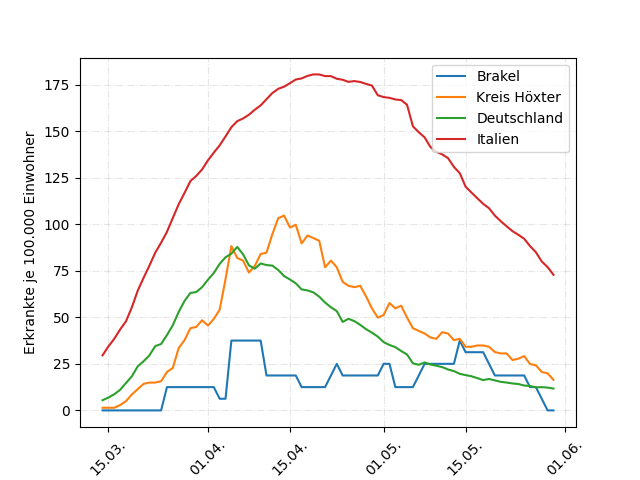 Erkrankte je 100.000 Einwohner
175
150
125
100
75
50
25
0
15.03.
01.04.
15.04.
01.05.
15.05.
01.06.
Brakel
Kreis Höxter
Deutschland
Italien